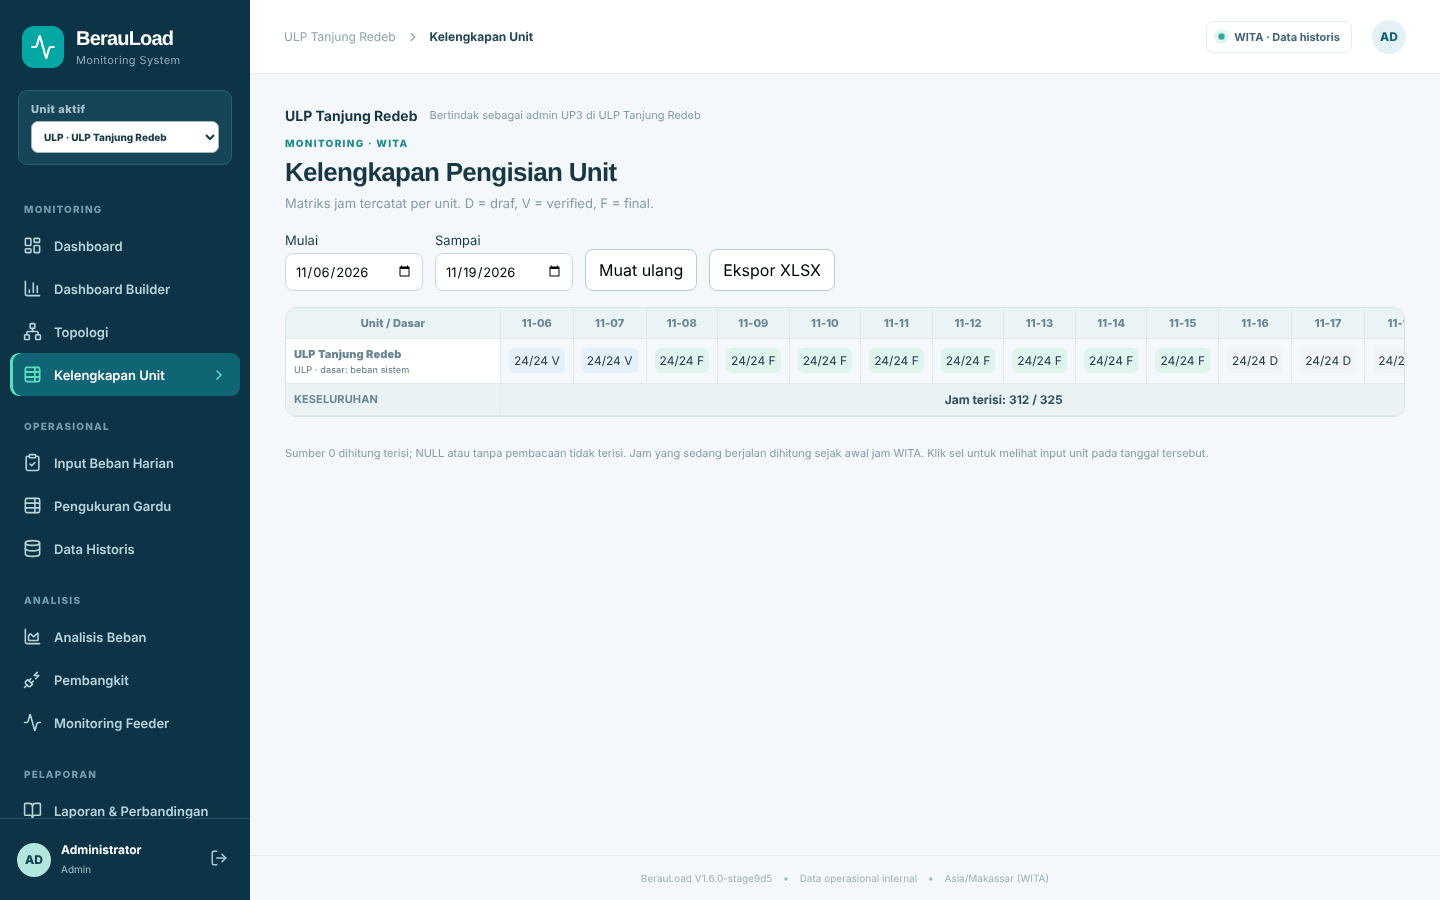 BerauLoad
Monitoring System
Unit aktif
ULP · ULP Tanjung Redeb
MONITORING
Dashboard
Dashboard Builder
Topologi
Kelengkapan Unit
OPERASIONAL
Input Beban Harian
Pengukuran Gardu
Data Historis
ANALISIS
Analisis Beban
Pembangkit
Monitoring Feeder
PELAPORAN
Laporan & Perbandingan
AD
Administrator
Admin
ULP Tanjung Redeb
Kelengkapan Unit
WITA · Data historis
AD
ULP Tanjung Redeb Bertindak sebagai admin UP3 di ULP Tanjung Redeb
MONITORING · WITA
Kelengkapan Pengisian Unit
Matriks jam tercatat per unit. D = draf, V = verified, F = final.
Mulai Sampai
11/06/2026 11/19/2026 Muat ulang Ekspor XLSX
Unit / Dasar 11-06 11-07 11-08 11-09 11-10 11-11 11-12 11-13 11-14 11-15 11-16 11-17 11-
ULP Tanjung Redeb
ULP · dasar: beban sistem
24/24 V 24/24 V 24/24 F 24/24 F 24/24 F 24/24 F 24/24 F 24/24 F 24/24 F 24/24 F 24/24 D 24/24 D 24/2
KESELURUHAN Jam terisi: 312 / 325
Sumber 0 dihitung terisi; NULL atau tanpa pembacaan tidak terisi. Jam yang sedang berjalan dihitung sejak awal jam WITA. Klik sel untuk melihat input unit pada tanggal tersebut.
BerauLoad V1.6.0-stage9d5 • Data operasional internal • Asia/Makassar (WITA)